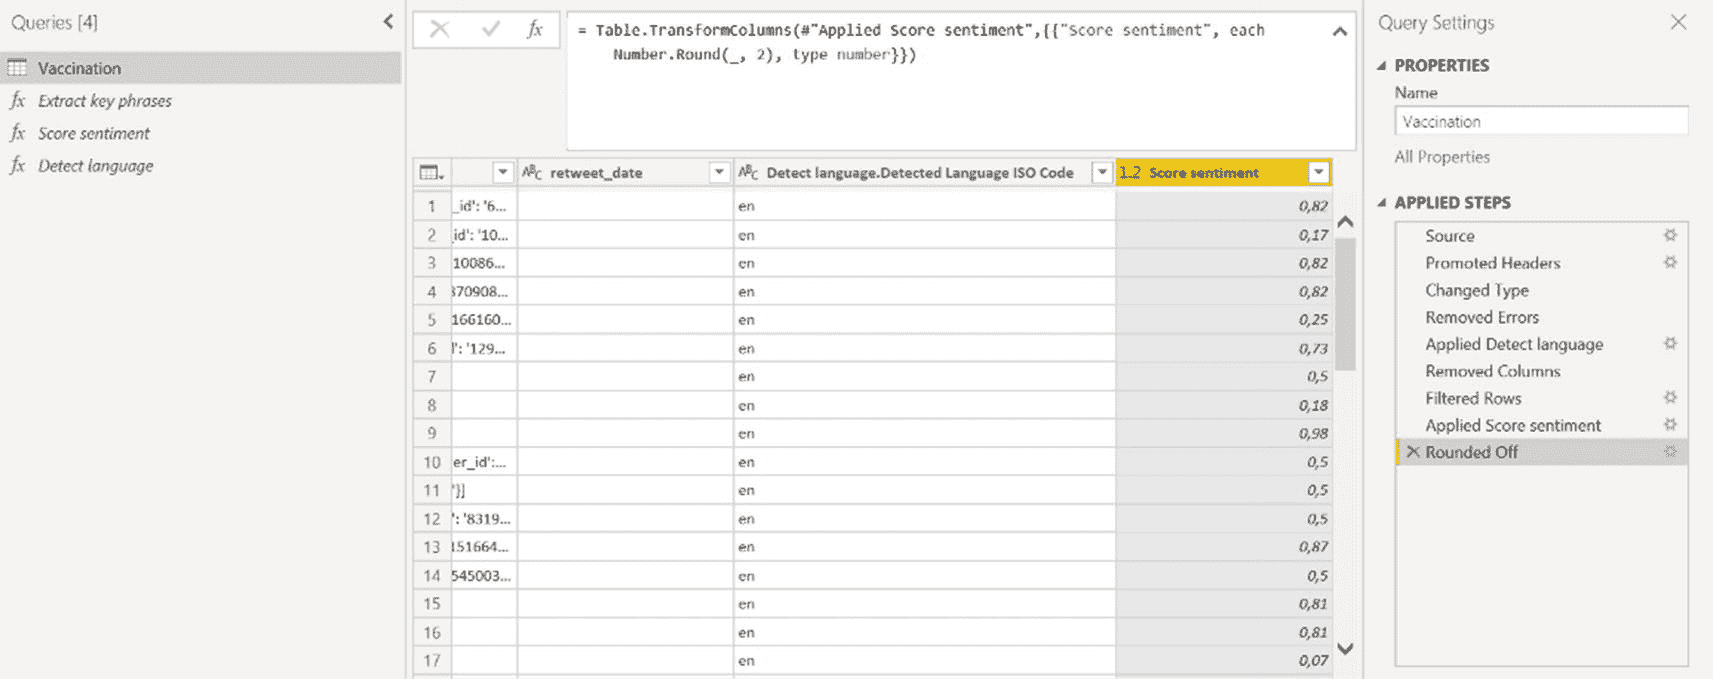 Queries [4]
Vaccination
fx Extract key phrases
fx Score sentiment
fx Detect language
fx
= Table.TransformColumns(#"Applied Score sentiment",{{"Score sentiment", each
Number.Round(_, 2), type number}})
ABC retweet_date ABC Detect language.Detected Language ISO Code 1.2 Score sentiment
1 _id': '6... en 0,82
2 _id': '10... en 0,17
3 10086... en 0,82
4 370908... en 0,82
5 166160... en 0,25
6 l': '129... en 0,73
7 en 0,5
8 en 0,18
9 en 0,98
10 er_id':... en 0,5
11 '}] en 0,5
12 ': '8319... en 0,5
13 151664... en 0,87
14 545003... en 0,5
15 en 0,81
16 en 0,81
17 en 0,07
Query Settings
PROPERTIES
Name
Vaccination
All Properties
APPLIED STEPS
Source
Promoted Headers
Changed Type
Removed Errors
Applied Detect language
Removed Columns
Filtered Rows
Applied Score sentiment
Rounded Off